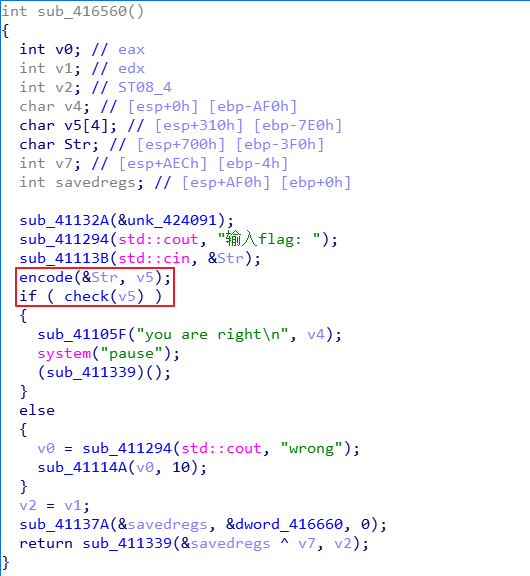 int sub_416560()
{
  int v0; // eax
  int v1; // edx
  int v2; // ST08_4
  char v4; // [esp+0h] [ebp-AF0h]
  char v5[4]; // [esp+310h] [ebp-7E0h]
  char Str; // [esp+700h] [ebp-3F0h]
  int v7; // [esp+AECh] [ebp-4h]
  int savedregs; // [esp+AF0h] [ebp+0h]

  sub_41132A(&unk_424091);
  sub_411294(std::cout, "输入flag: ");
  sub_41113B(std::cin, &Str);
  encode(&Str, v5);
  if ( check(v5) )
  {
    sub_41105F("you are right\n", v4);
    system("pause");
    (sub_411339)();
  }
  else
  {
    v0 = sub_411294(std::cout, "wrong");
    sub_41114A(v0, 10);
  }
  v2 = v1;
  sub_41137A(&savedregs, &dword_416660, 0);
  return sub_411339(&savedregs ^ v7, v2);
}